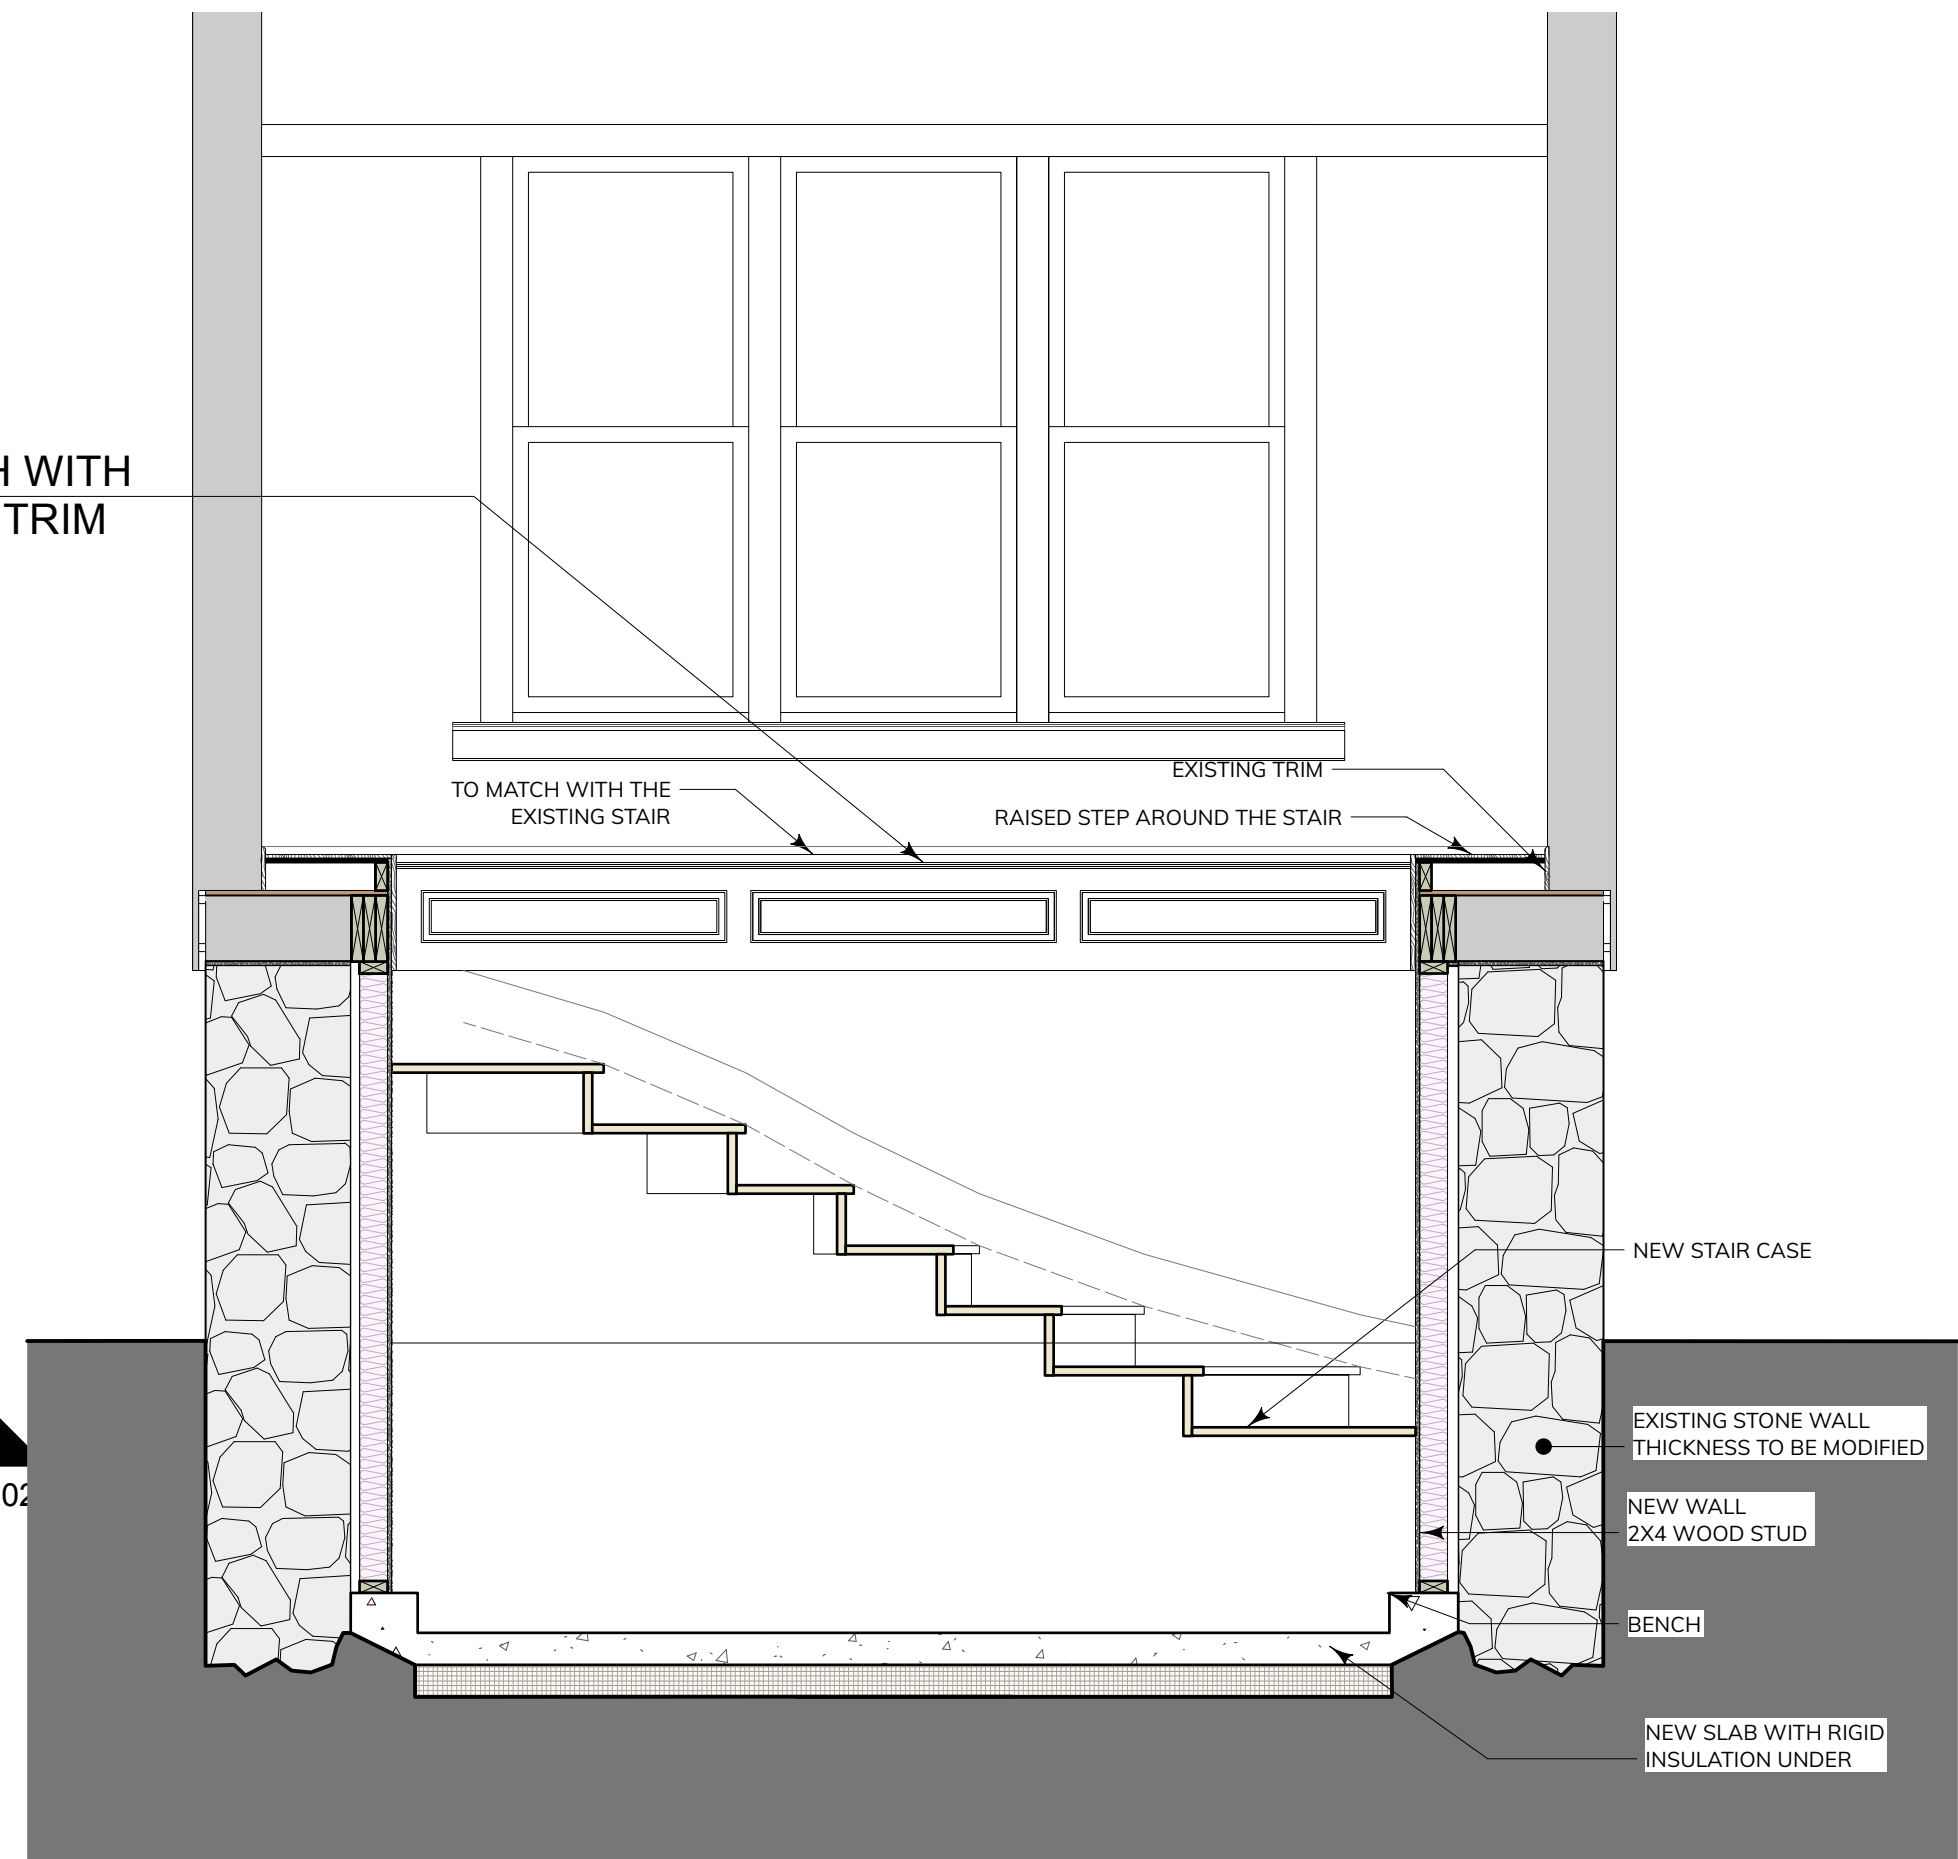 WITH
TRIM
TO MATCH WITH THE
EXISTING STAIR
EXISTING TRIM
RAISED STEP AROUND THE STAIR
NEW STAIR CASE
EXISTING STONE WALL
THICKNESS TO BE MODIFIED
02
NEW WALL
2X4 WOOD STUD
BENCH
NEW SLAB WITH RIGID
INSULATION UNDER